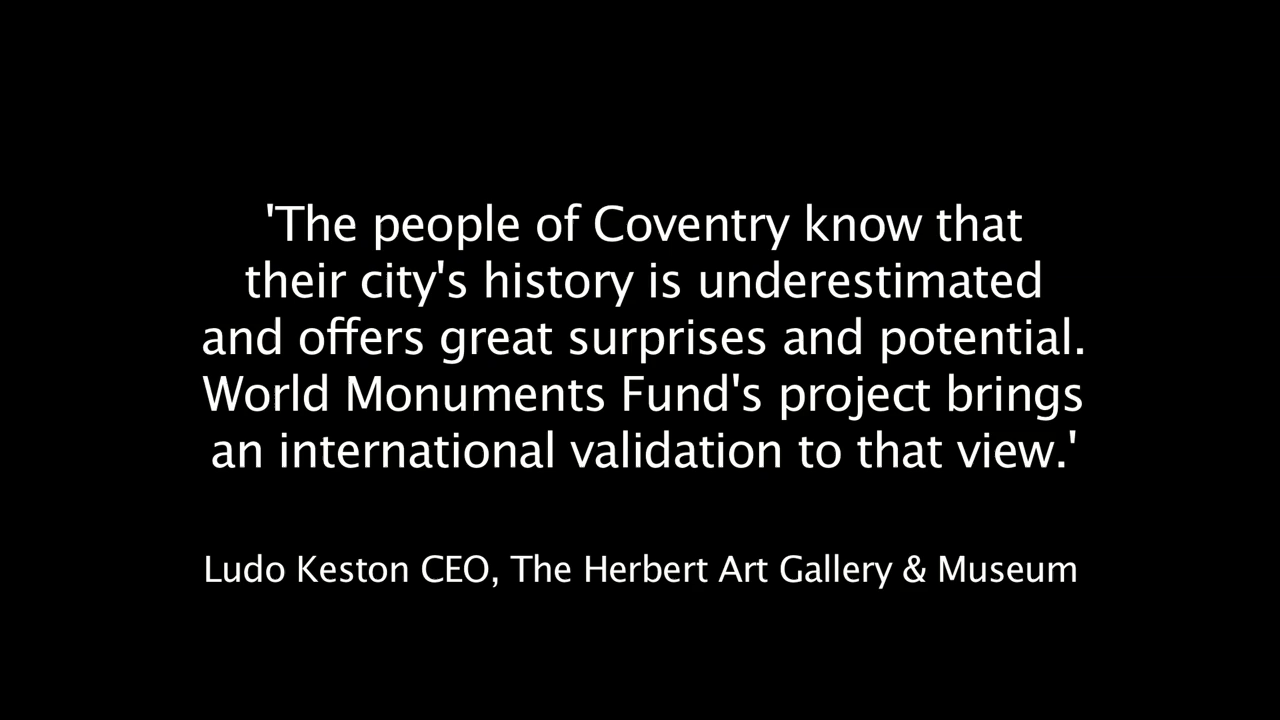 'The people of Coventry know that
their city's history is underestimated
and offers great surprises and potential.
World Monuments Fund's project brings
an international validation to that view.'
Ludo Keston CEO, The Herbert Art Gallery & Museum